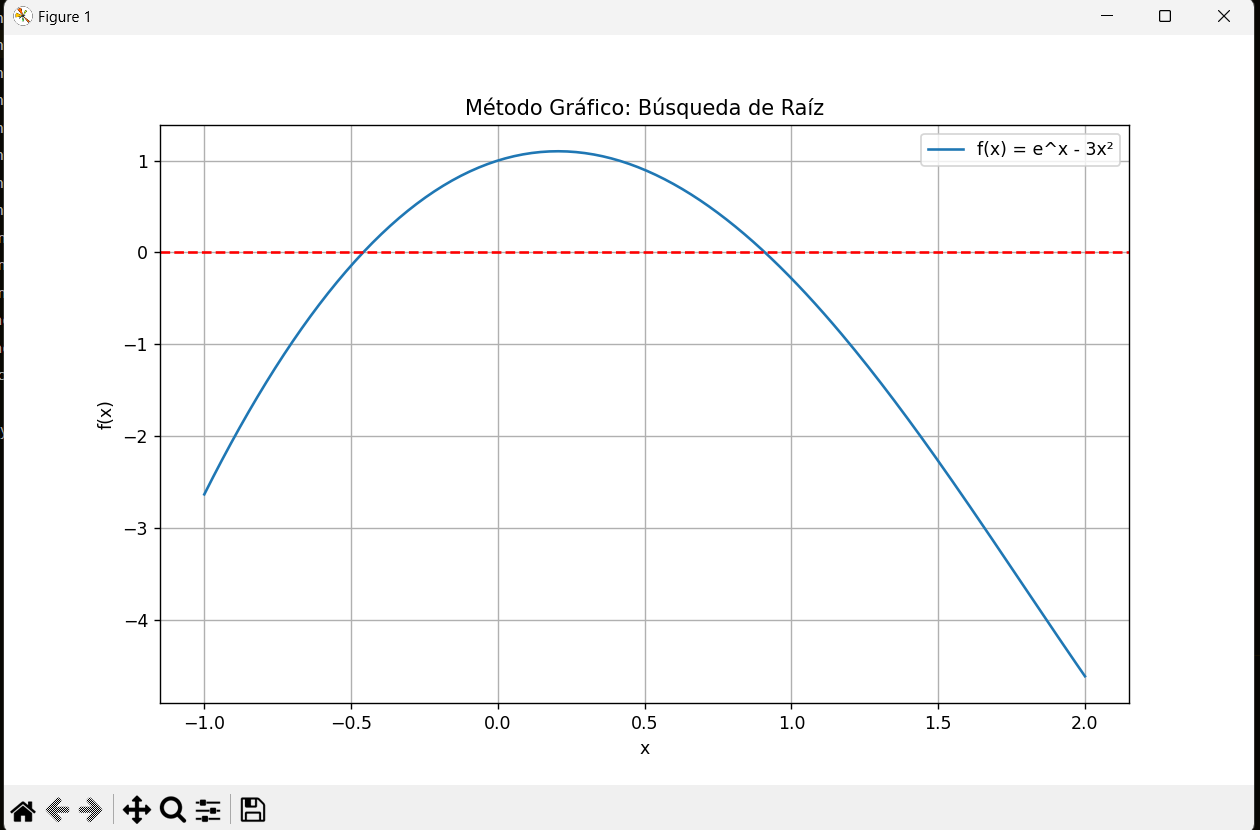 Figure 1
Método Gráfico: Búsqueda de Raíz
f(x) = e^x - 3x²
1
0
−1
−2
−3
−4
f(x)
−1.0 −0.5 0.0 0.5 1.0 1.5 2.0
x